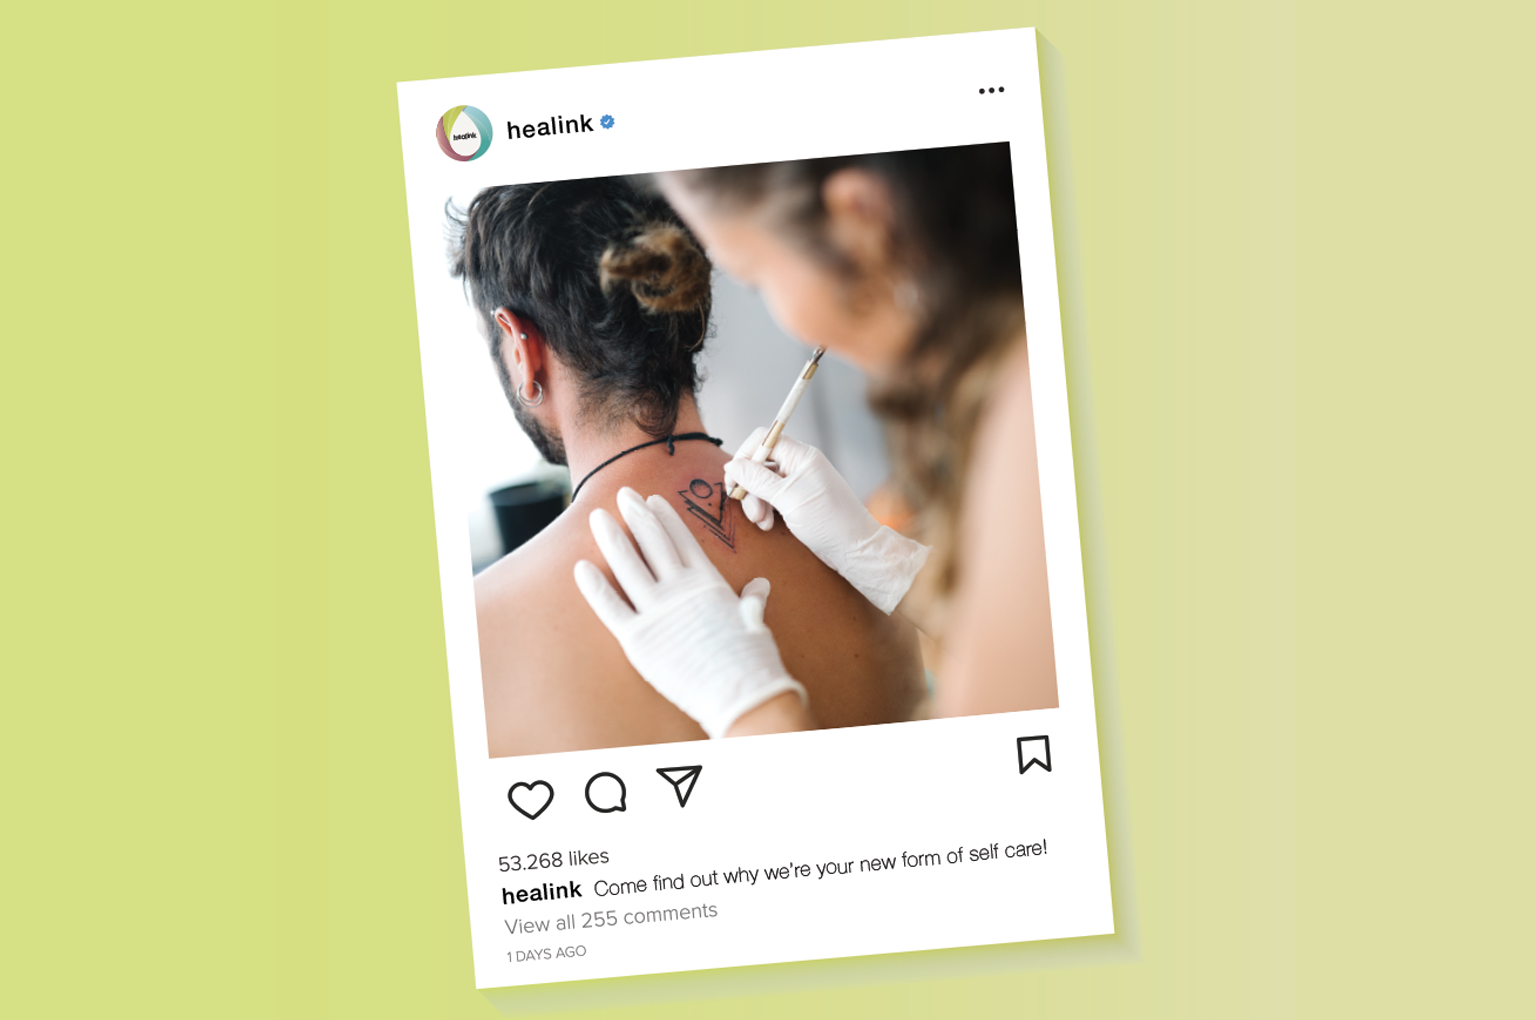 healink
healink
53.268 likes
healink Come find out why we're your new form of self care!
View all 255 comments
1 DAYS AGO